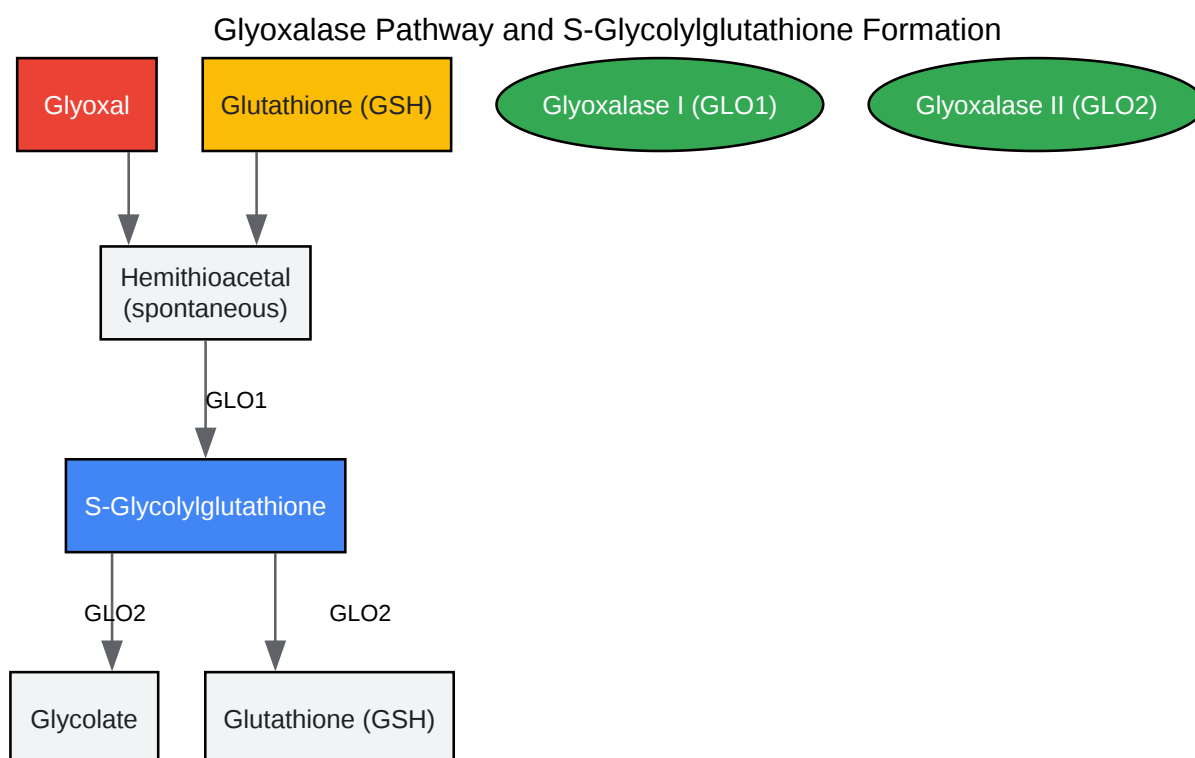 Glyoxalase Pathway and S-Glycolylglutathione Formation
Glyoxal
Glutathione (GSH)
Glyoxalase I (GLO1)
Glyoxalase II (GLO2)
Hemithioacetal
(spontaneous)
GLO1
S-Glycolylglutathione
GLO2
GLO2
Glycolate
Glutathione (GSH)